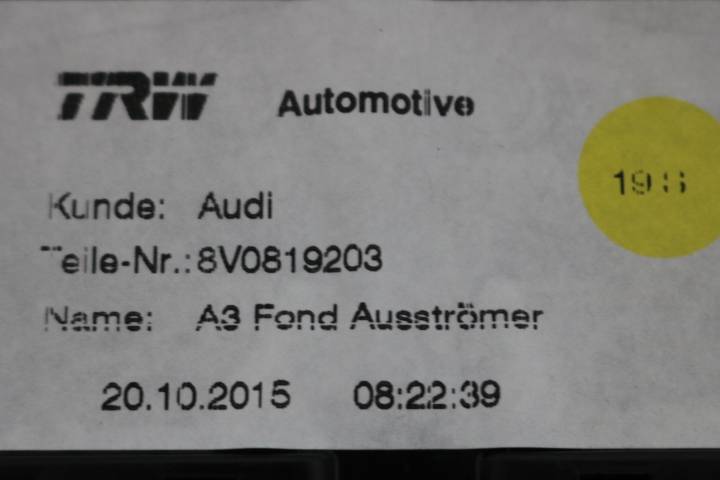 TRW Automotive
Kunde: Audi
Teile-Nr.: 8V0819203
Name: A3 Fond Ausströmer
20.10.2015 08:22:39